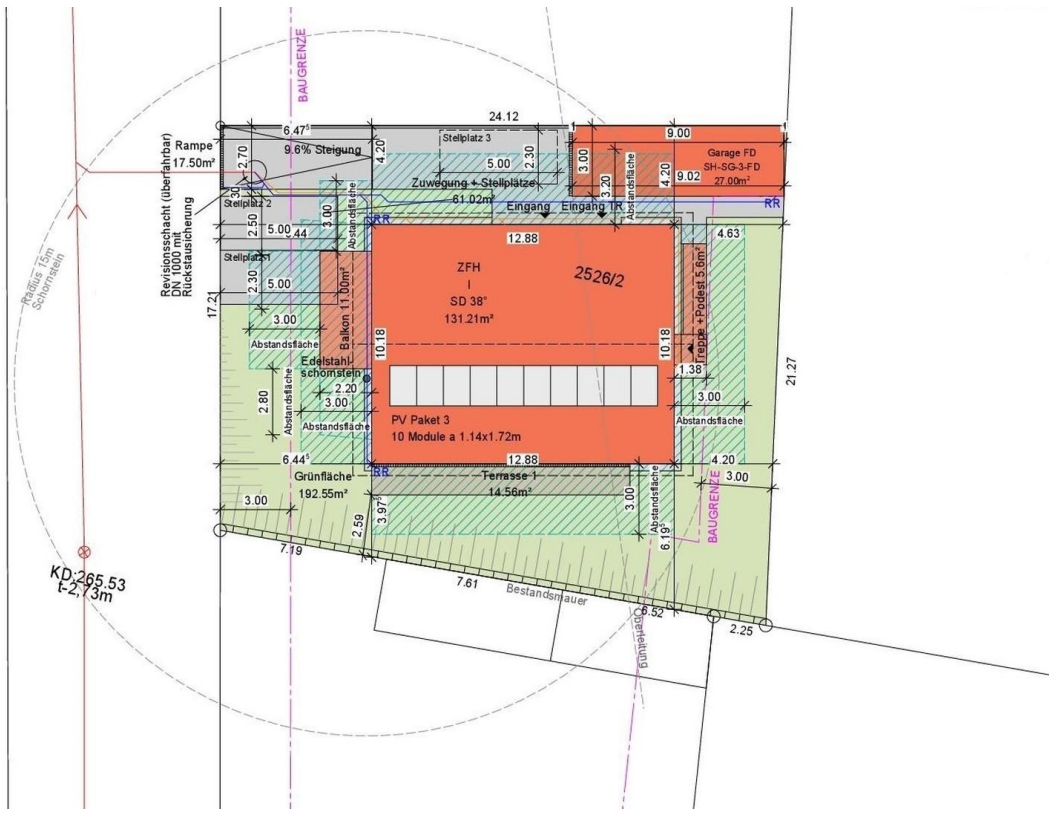 BAUGRENZE
24.12
6.47⁵
9.00
9.6% Steigung
Stellplatz 3
Garage FD
SH-SG-3-FD
27.00m²
Rampe
17.50m²
2.70
4.20
5.00
2.30
3.00
3.20
4.20
9.02
Zuwegung + Stellplätze
61.02m²
Revisionsschacht (überfahrbar)
DN 1000 mit
Rückstausicherung
Stellplatz 2
3.00
Abstandsfläche
Abstandsfläche
Eingang
Eingang TR
RR
RR
2.50
5.00
12.88
4.63
ZFH
I
SD 38°
131.21m²
2526/2
Radius 15m
Schornstein
2.30
5.00
17.21
Balkon 11.00m²
Treppe + Podest 5.6m²
3.00
Abstandsfläche
10.18
10.18
Edelstahl-
schornstein
2.20
1.38
21.27
2.80
Abstandsfläche
3.00
Abstandsfläche
3.00
Abstandsfläche
PV Paket 3
10 Module a 1.14x1.72m
6.44⁵
RR
12.88
4.20
Grünfläche
192.55m²
Terrasse 1
14.56m²
3.00
3.00
3.97⁵
2.59
3.00
Abstandsfläche
6.19⁵
BAUGRENZE
7.19
KD:265.53
t-2,73m
7.61
Bestandsmauer
6.52
2.25
Oberleitung